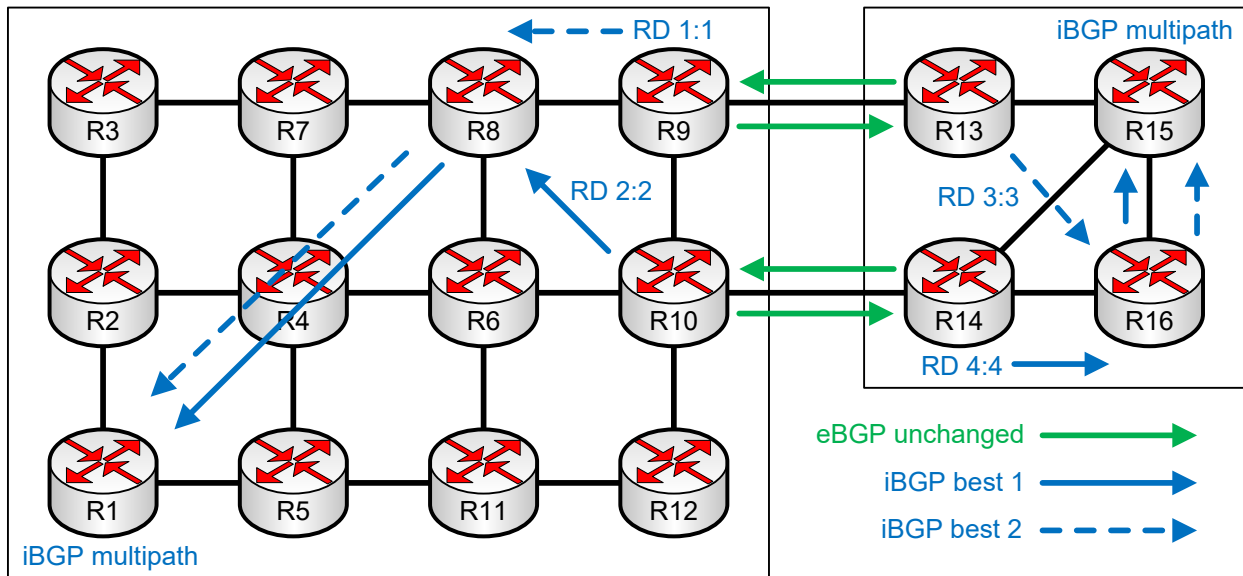 RD 1:1
iBGP multipath
R3
R7
R8
R9
R13
R15
RD 2:2
RD 3:3
R2
R4
R6
R10
R14
R16
RD 4:4
R1
R5
R11
R12
iBGP multipath
eBGP unchanged
iBGP best 1
iBGP best 2